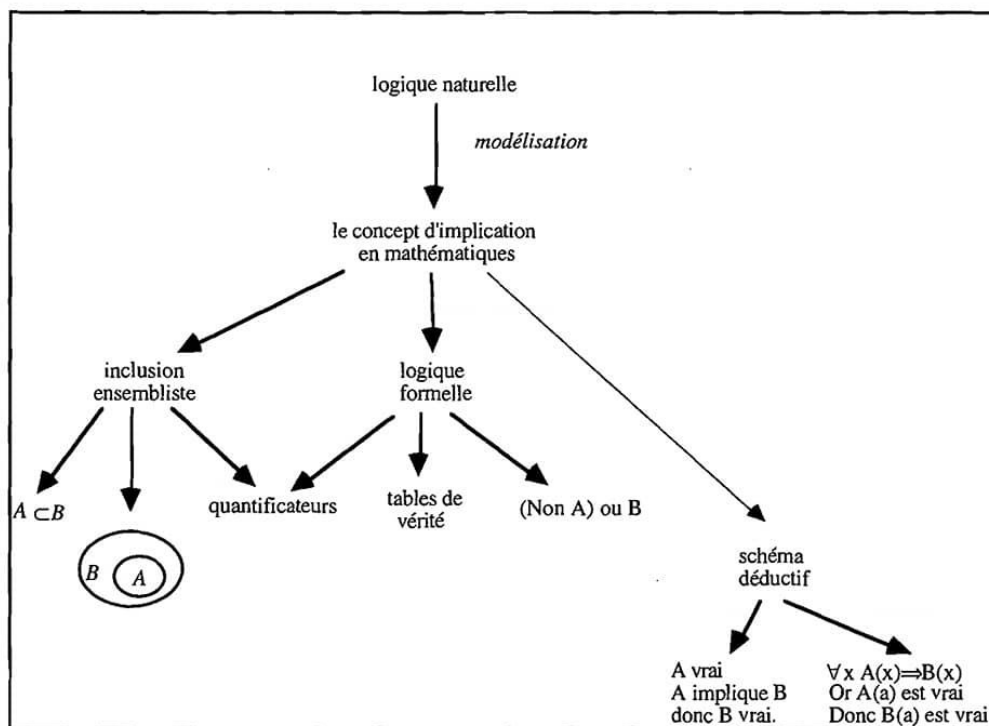 logique naturelle
modélisation
le concept d'implication
en mathématiques
inclusion
ensembliste
logique
formelle
A ⊂B
quantificateurs
tables de
vérité
(Non A) ou B
B
A
schéma
déductif
A vrai
A implique B
donc B vrai.
∀ x A(x)⇒B(x)
Or A(a) est vrai
Donc B(a) est vrai